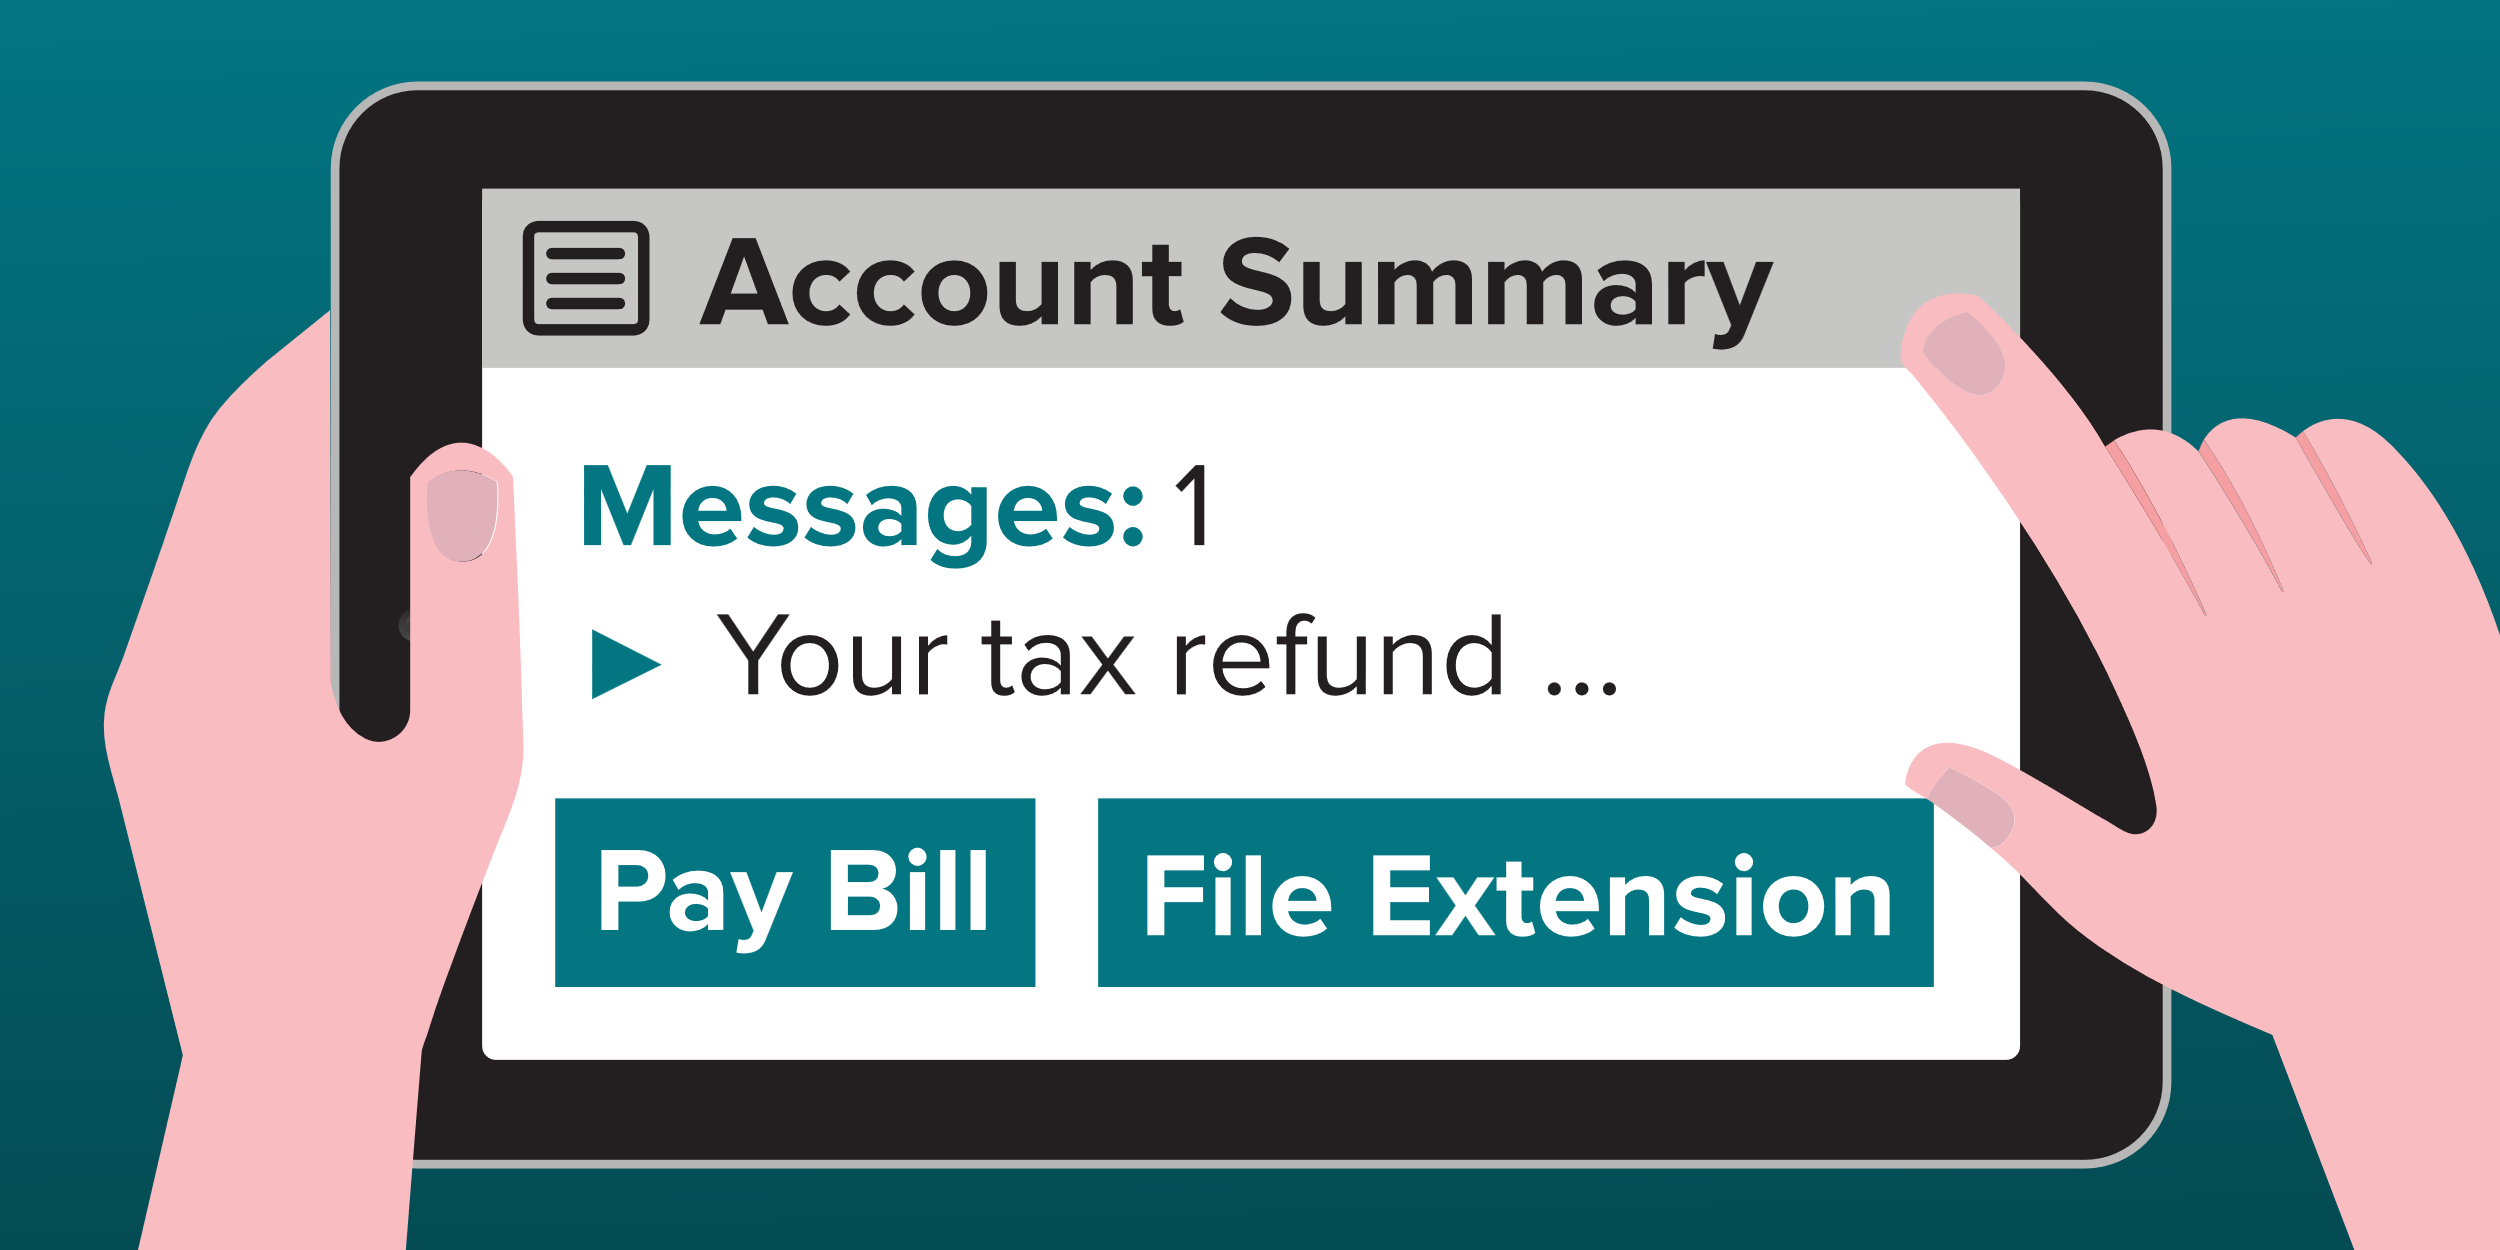 Account Summary
Messages: 1
Your tax refund ...
Pay Bill
File Extension